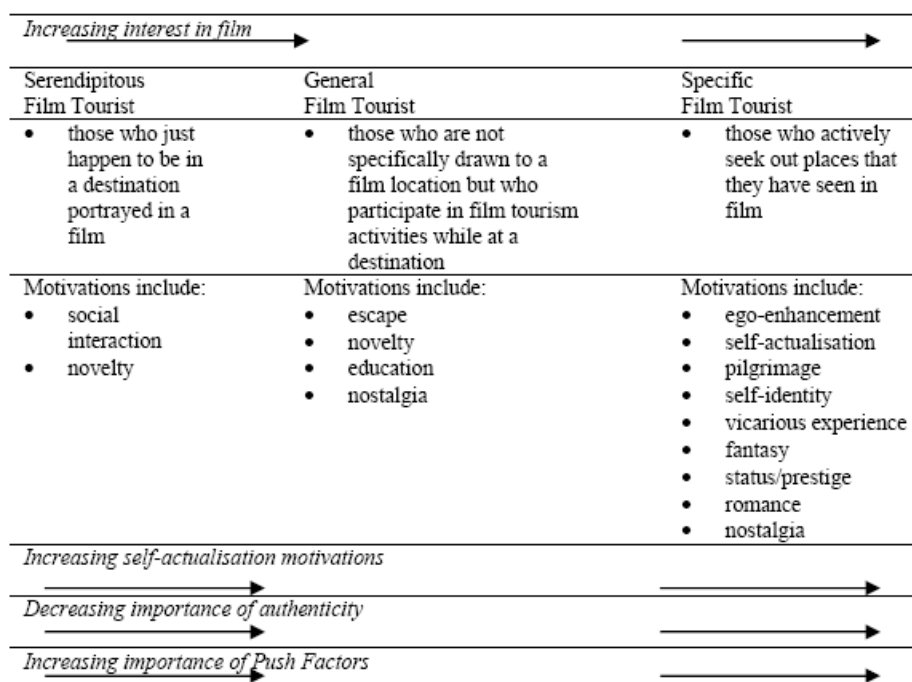 Increasing interest in film
Serendipitous
Film Tourist
General
Film Tourist
Specific
Film Tourist
• those who just
happen to be in
a destination
portrayed in a
film
• those who are not
specifically drawn to a
film location but who
participate in film tourism
activities while at a
destination
• those who actively
seek out places that
they have seen in
film
Motivations include:
• social
interaction
• novelty
Motivations include:
• escape
• novelty
• education
• nostalgia
Motivations include:
• ego-enhancement
• self-actualisation
• pilgrimage
• self-identity
• vicarious experience
• fantasy
• status/prestige
• romance
• nostalgia
Increasing self-actualisation motivations
Decreasing importance of authenticity
Increasing importance of Push Factors